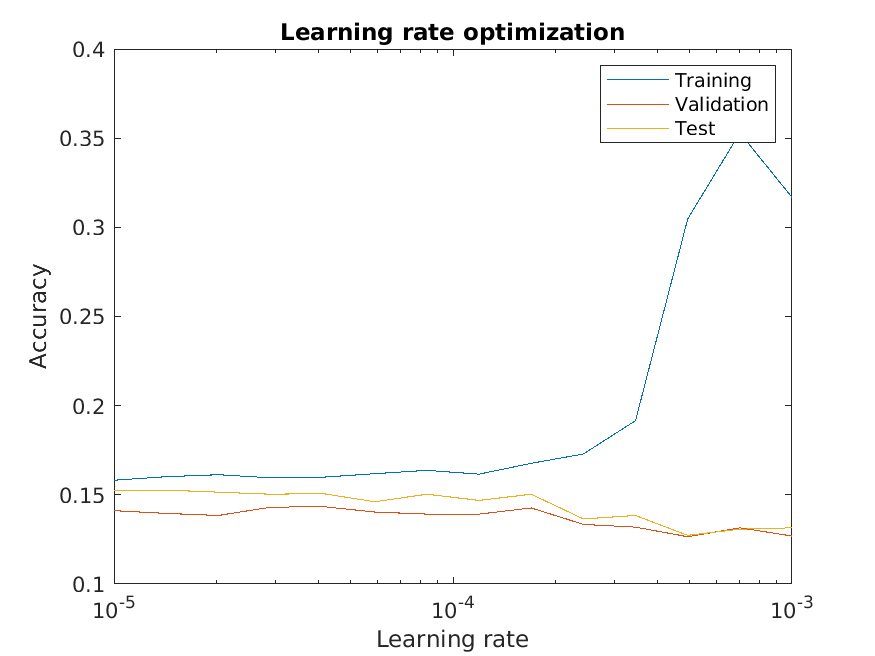 Learning rate optimization
0.4
0.35
0.3
0.25
0.2
0.15
0.1
Accuracy
Training
Validation
Test
10^-5
10^-4
10^-3
Learning rate